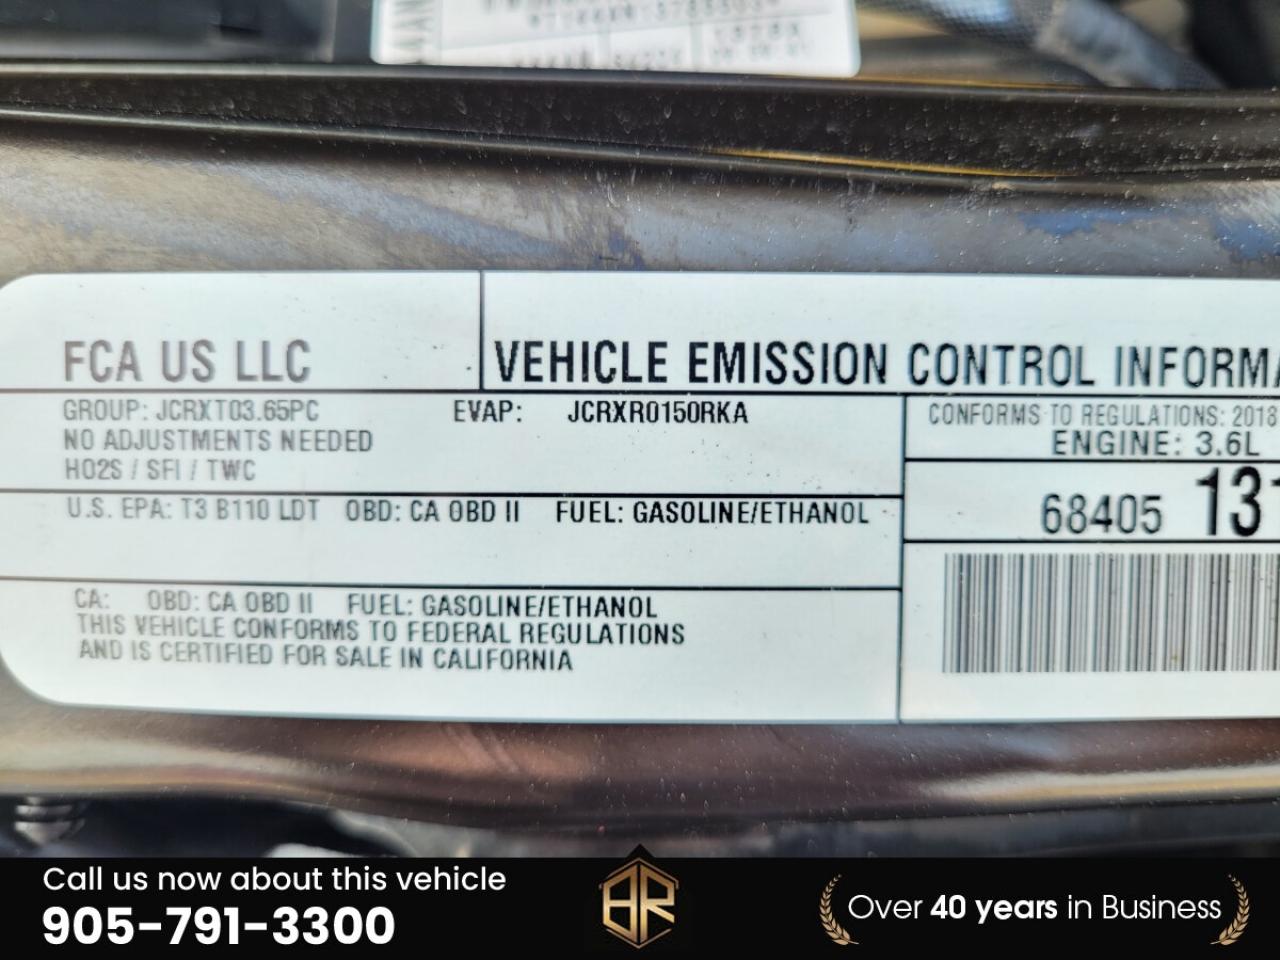 FCA US LLC
VEHICLE EMISSION CONTROL INFORMA
GROUP: JCRXT03.65PC EVAP: JCRXR0150RKA
NO ADJUSTMENTS NEEDED
HO2S / SFI / TWC
CONFORMS TO REGULATIONS: 2018
ENGINE: 3.6L
U.S. EPA: T3 B110 LDT OBD: CA OBD II FUEL: GASOLINE/ETHANOL
68405 131
CA: OBD: CA OBD II FUEL: GASOLINE/ETHANOL
THIS VEHICLE CONFORMS TO FEDERAL REGULATIONS
AND IS CERTIFIED FOR SALE IN CALIFORNIA
Call us now about this vehicle
905-791-3300
BR
Over 40 years in Business